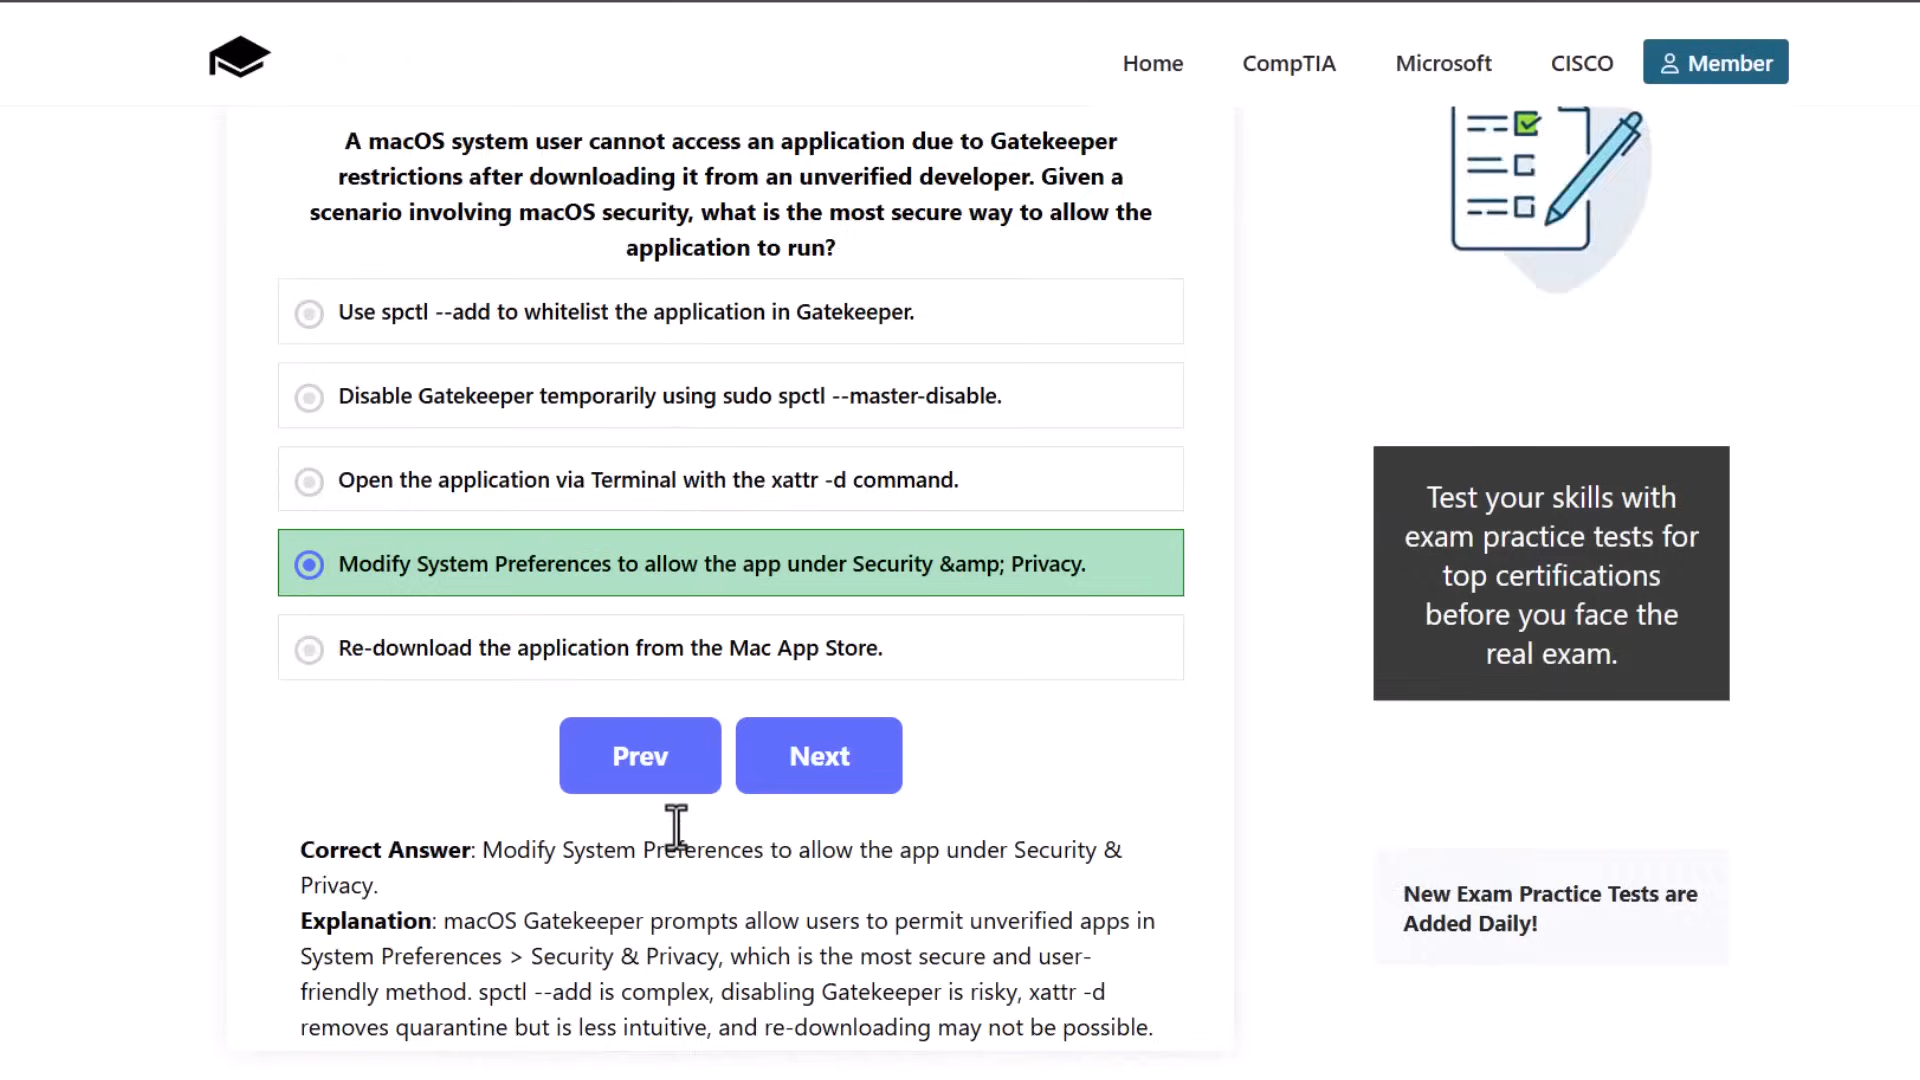 Home
CompTIA
Microsoft
CISCO
Member
A macOS system user cannot access an application due to Gatekeeper
restrictions after downloading it from an unverified developer. Given a
scenario involving macOS security, what is the most secure way to allow the
application to run?
Use spctl --add to whitelist the application in Gatekeeper.
Disable Gatekeeper temporarily using sudo spctl --master-disable.
Open the application via Terminal with the xattr -d command.
Modify System Preferences to allow the app under Security &amp; Privacy.
Re-download the application from the Mac App Store.
Prev
Next
Correct Answer: Modify System Preferences to allow the app under Security &
Privacy.
Explanation: macOS Gatekeeper prompts allow users to permit unverified apps in
System Preferences > Security & Privacy, which is the most secure and user-
friendly method. spctl --add is complex, disabling Gatekeeper is risky, xattr -d
removes quarantine but is less intuitive, and re-downloading may not be possible.
Test your skills with
exam practice tests for
top certifications
before you face the
real exam.
New Exam Practice Tests are
Added Daily!